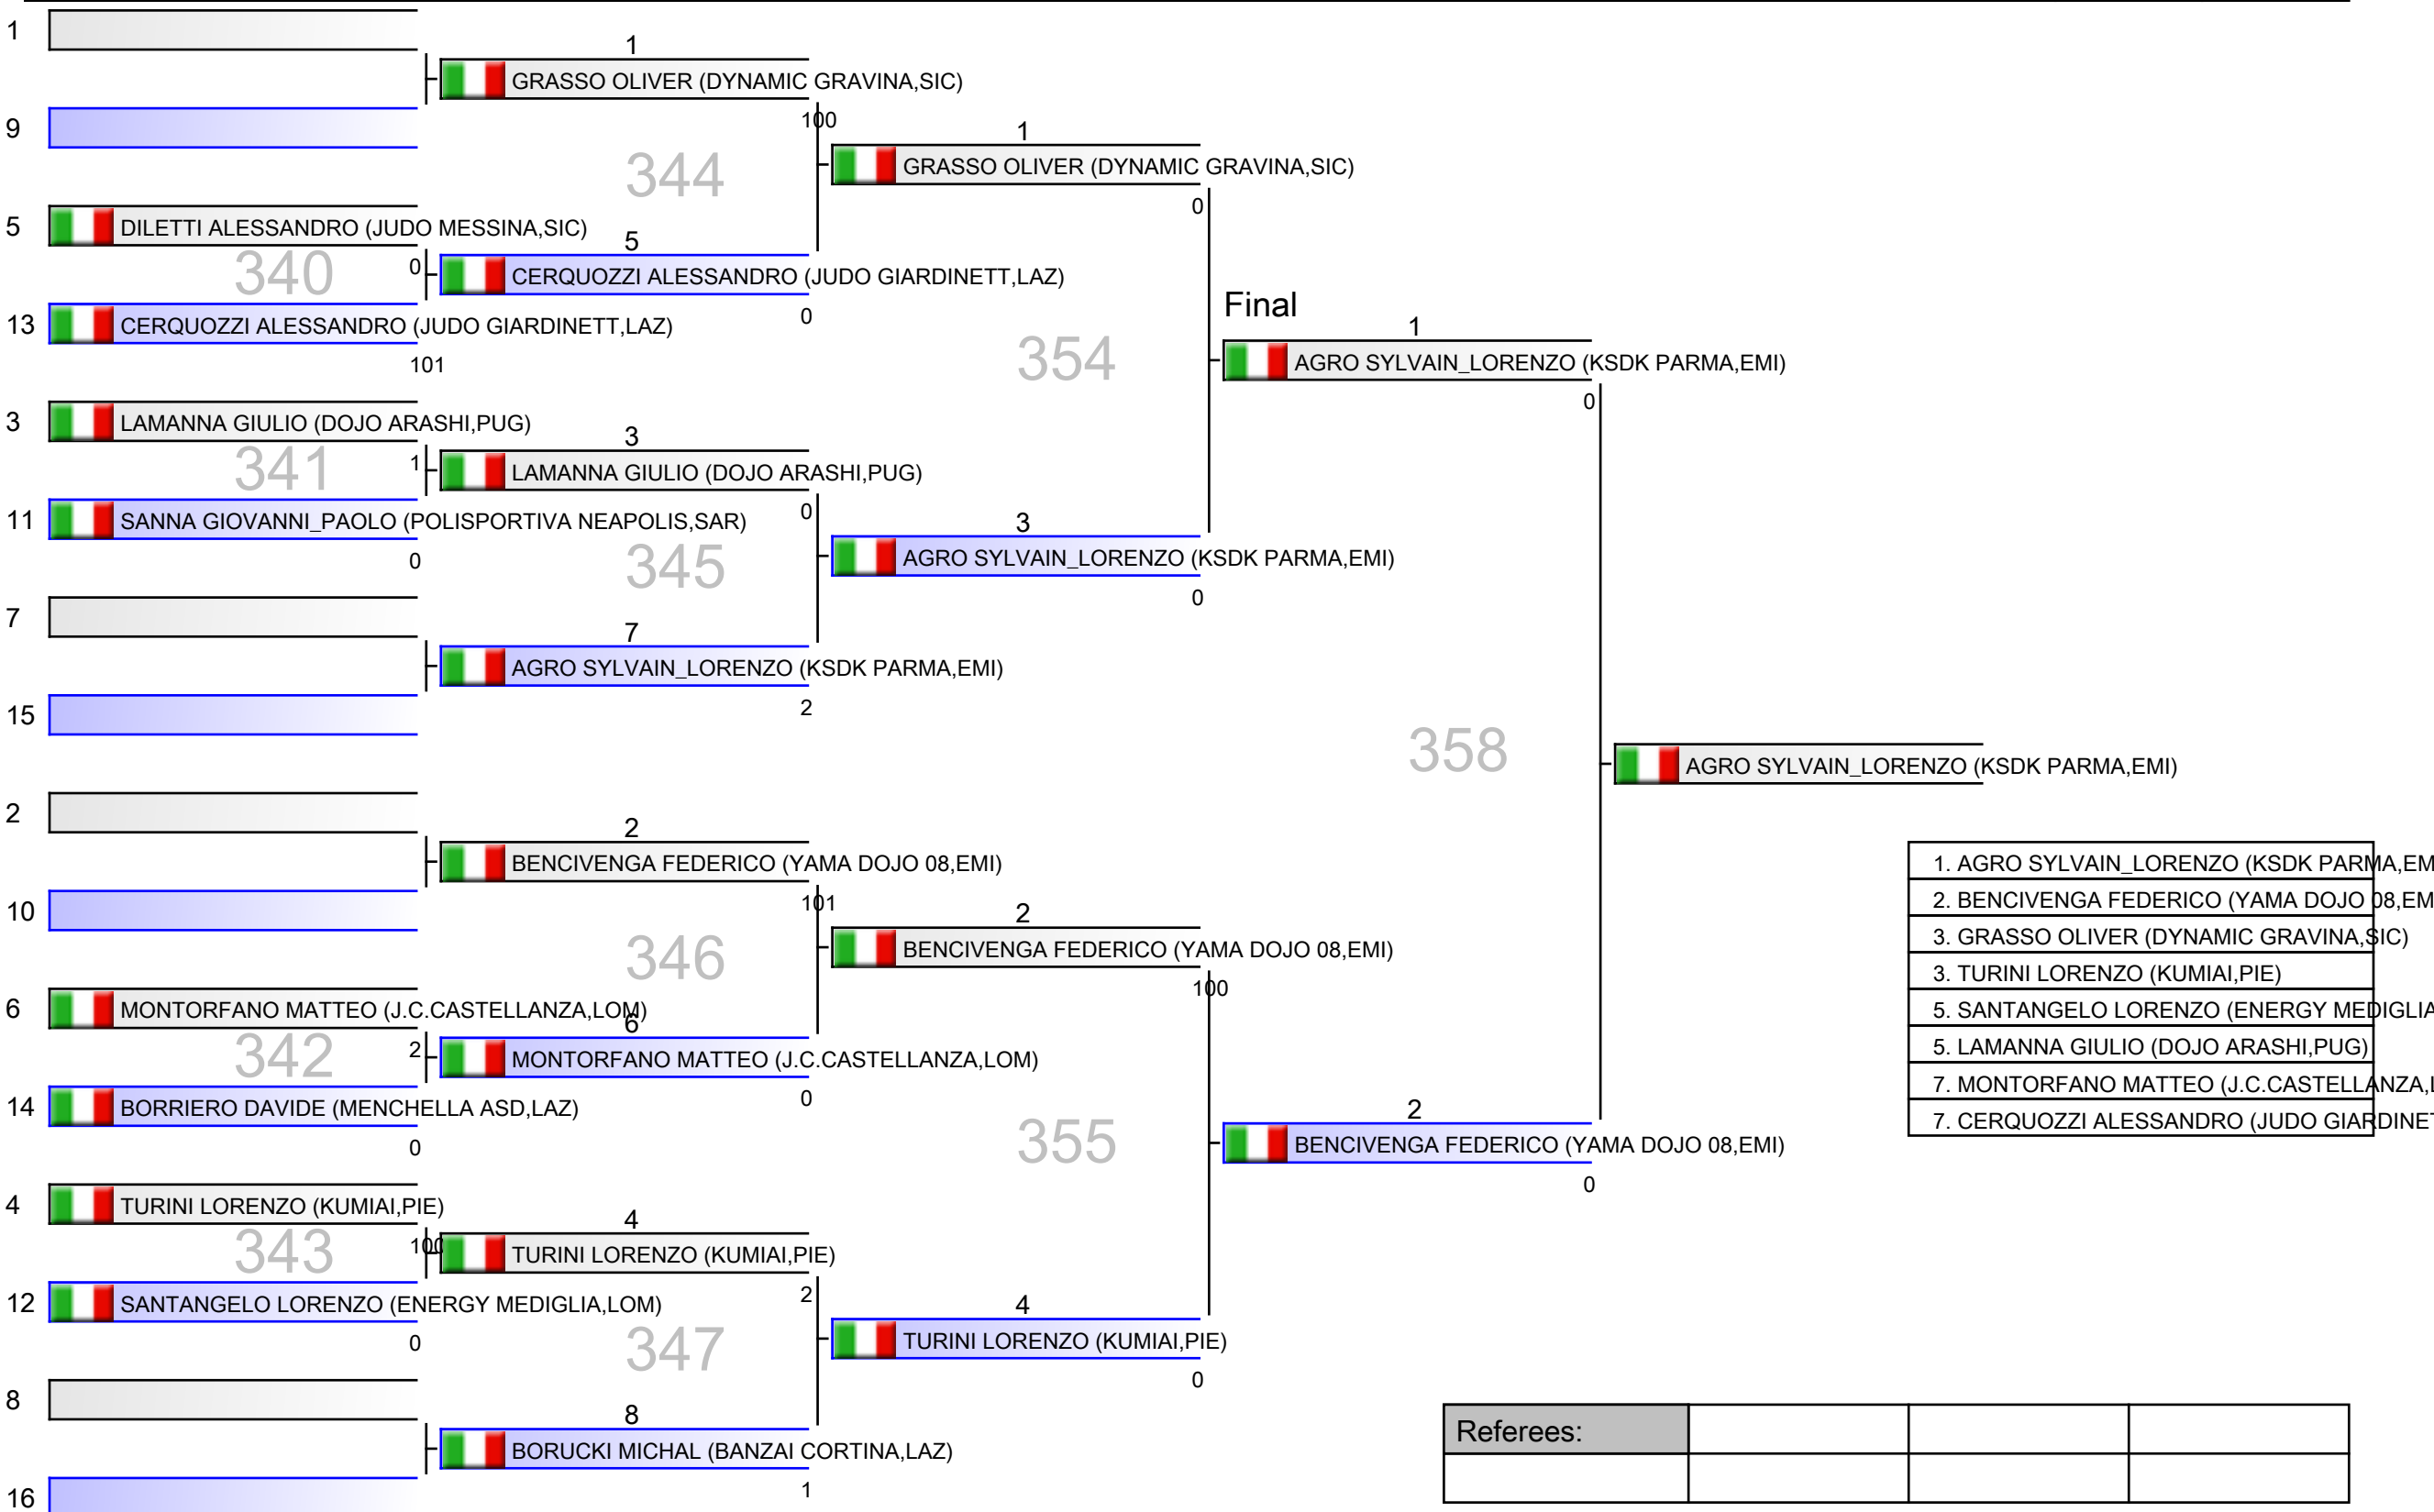 1
1
GRASSO OLIVER (DYNAMIC GRAVINA,SIC)
9
100
1
344
GRASSO OLIVER (DYNAMIC GRAVINA,SIC)
0
5
DILETTI ALESSANDRO (JUDO MESSINA,SIC)
5
340
0
CERQUOZZI ALESSANDRO (JUDO GIARDINETT,LAZ)
0
13
CERQUOZZI ALESSANDRO (JUDO GIARDINETT,LAZ)
101
354
Final
1
AGRO SYLVAIN_LORENZO (KSDK PARMA,EMI)
0
3
LAMANNA GIULIO (DOJO ARASHI,PUG)
3
341
1
LAMANNA GIULIO (DOJO ARASHI,PUG)
0
11
SANNA GIOVANNI_PAOLO (POLISPORTIVA NEAPOLIS,SAR)
0
345
3
AGRO SYLVAIN_LORENZO (KSDK PARMA,EMI)
0
7
7
AGRO SYLVAIN_LORENZO (KSDK PARMA,EMI)
2
15
358
AGRO SYLVAIN_LORENZO (KSDK PARMA,EMI)
2
2
BENCIVENGA FEDERICO (YAMA DOJO 08,EMI)
10
101
2
346
BENCIVENGA FEDERICO (YAMA DOJO 08,EMI)
100
6
MONTORFANO MATTEO (J.C.CASTELLANZA,LOM)
6
342
2
MONTORFANO MATTEO (J.C.CASTELLANZA,LOM)
0
14
BORRIERO DAVIDE (MENCHELLA ASD,LAZ)
0
355
2
BENCIVENGA FEDERICO (YAMA DOJO 08,EMI)
0
4
TURINI LORENZO (KUMIAI,PIE)
4
343
100
TURINI LORENZO (KUMIAI,PIE)
2
12
SANTANGELO LORENZO (ENERGY MEDIGLIA,LOM)
0
347
4
TURINI LORENZO (KUMIAI,PIE)
0
8
8
BORUCKI MICHAL (BANZAI CORTINA,LAZ)
1
16
1. AGRO SYLVAIN_LORENZO (KSDK PARMA,EM
2. BENCIVENGA FEDERICO (YAMA DOJO 08,EM
3. GRASSO OLIVER (DYNAMIC GRAVINA,SIC)
3. TURINI LORENZO (KUMIAI,PIE)
5. SANTANGELO LORENZO (ENERGY MEDIGLIA
5. LAMANNA GIULIO (DOJO ARASHI,PUG)
7. MONTORFANO MATTEO (J.C.CASTELLANZA,L
7. CERQUOZZI ALESSANDRO (JUDO GIARDINET
Referees: